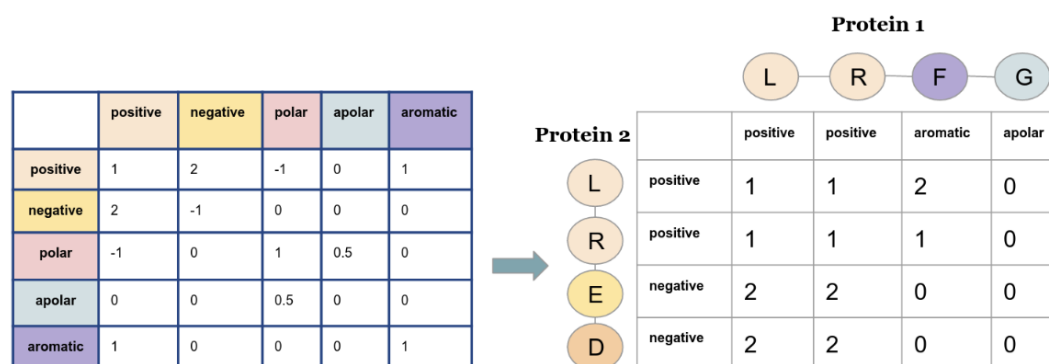 Protein 1
L R F G
positive negative polar apolar aromatic
positive 1 2 -1 0 1
negative 2 -1 0 0 0
polar -1 0 1 0.5 0
apolar 0 0 0.5 0 0
aromatic 1 0 0 0 1
Protein 2
positive positive aromatic apolar
L positive 1 1 2 0
R positive 1 1 1 0
E negative 2 2 0 0
D negative 2 2 0 0